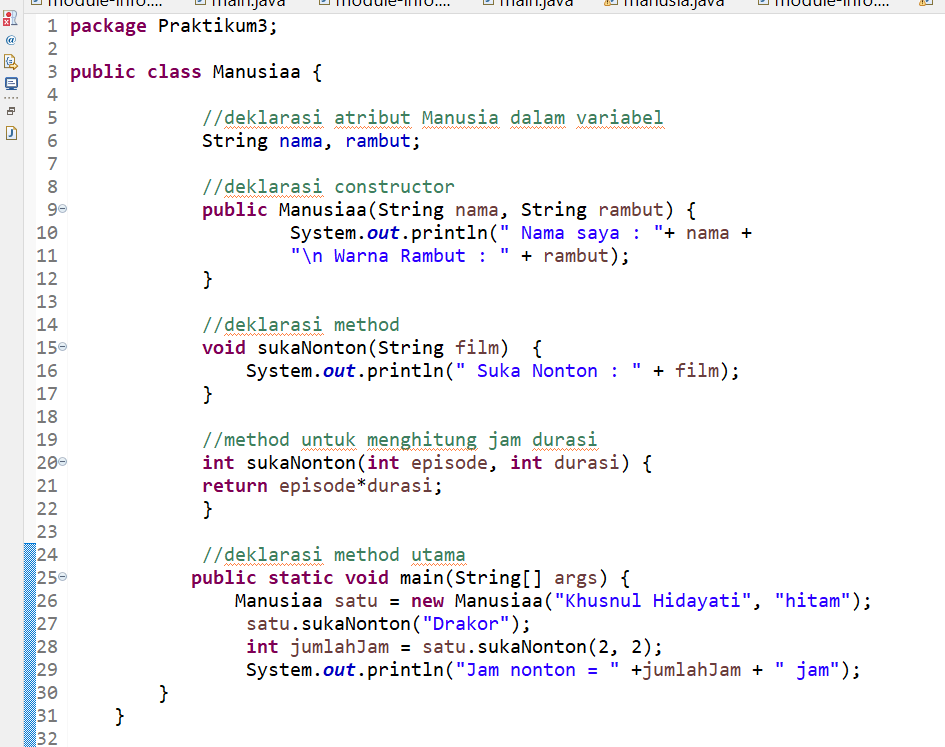 module-info.... main.java module-info.... main.java manusia.java module-info....
1 package Praktikum3;
2
3 public class Manusiaa {
4
5 //deklarasi atribut Manusia dalam variabel
6 String nama, rambut;
7
8 //deklarasi constructor
9 public Manusiaa(String nama, String rambut) {
10 System.out.println(" Nama saya : "+ nama +
11 "\n Warna Rambut : " + rambut);
12 }
13
14 //deklarasi method
15 void sukaNonton(String film)  {
16 System.out.println(" Suka Nonton : " + film);
17 }
18
19 //method untuk menghitung jam durasi
20 int sukaNonton(int episode, int durasi) {
21 return episode*durasi;
22 }
23
24 //deklarasi method utama
25 public static void main(String[] args) {
26 Manusiaa satu = new Manusiaa("Khusnul Hidayati", "hitam");
27 satu.sukaNonton("Drakor");
28 int jumlahJam = satu.sukaNonton(2, 2);
29 System.out.println("Jam nonton = " +jumlahJam + " jam");
30 }
31 }
32